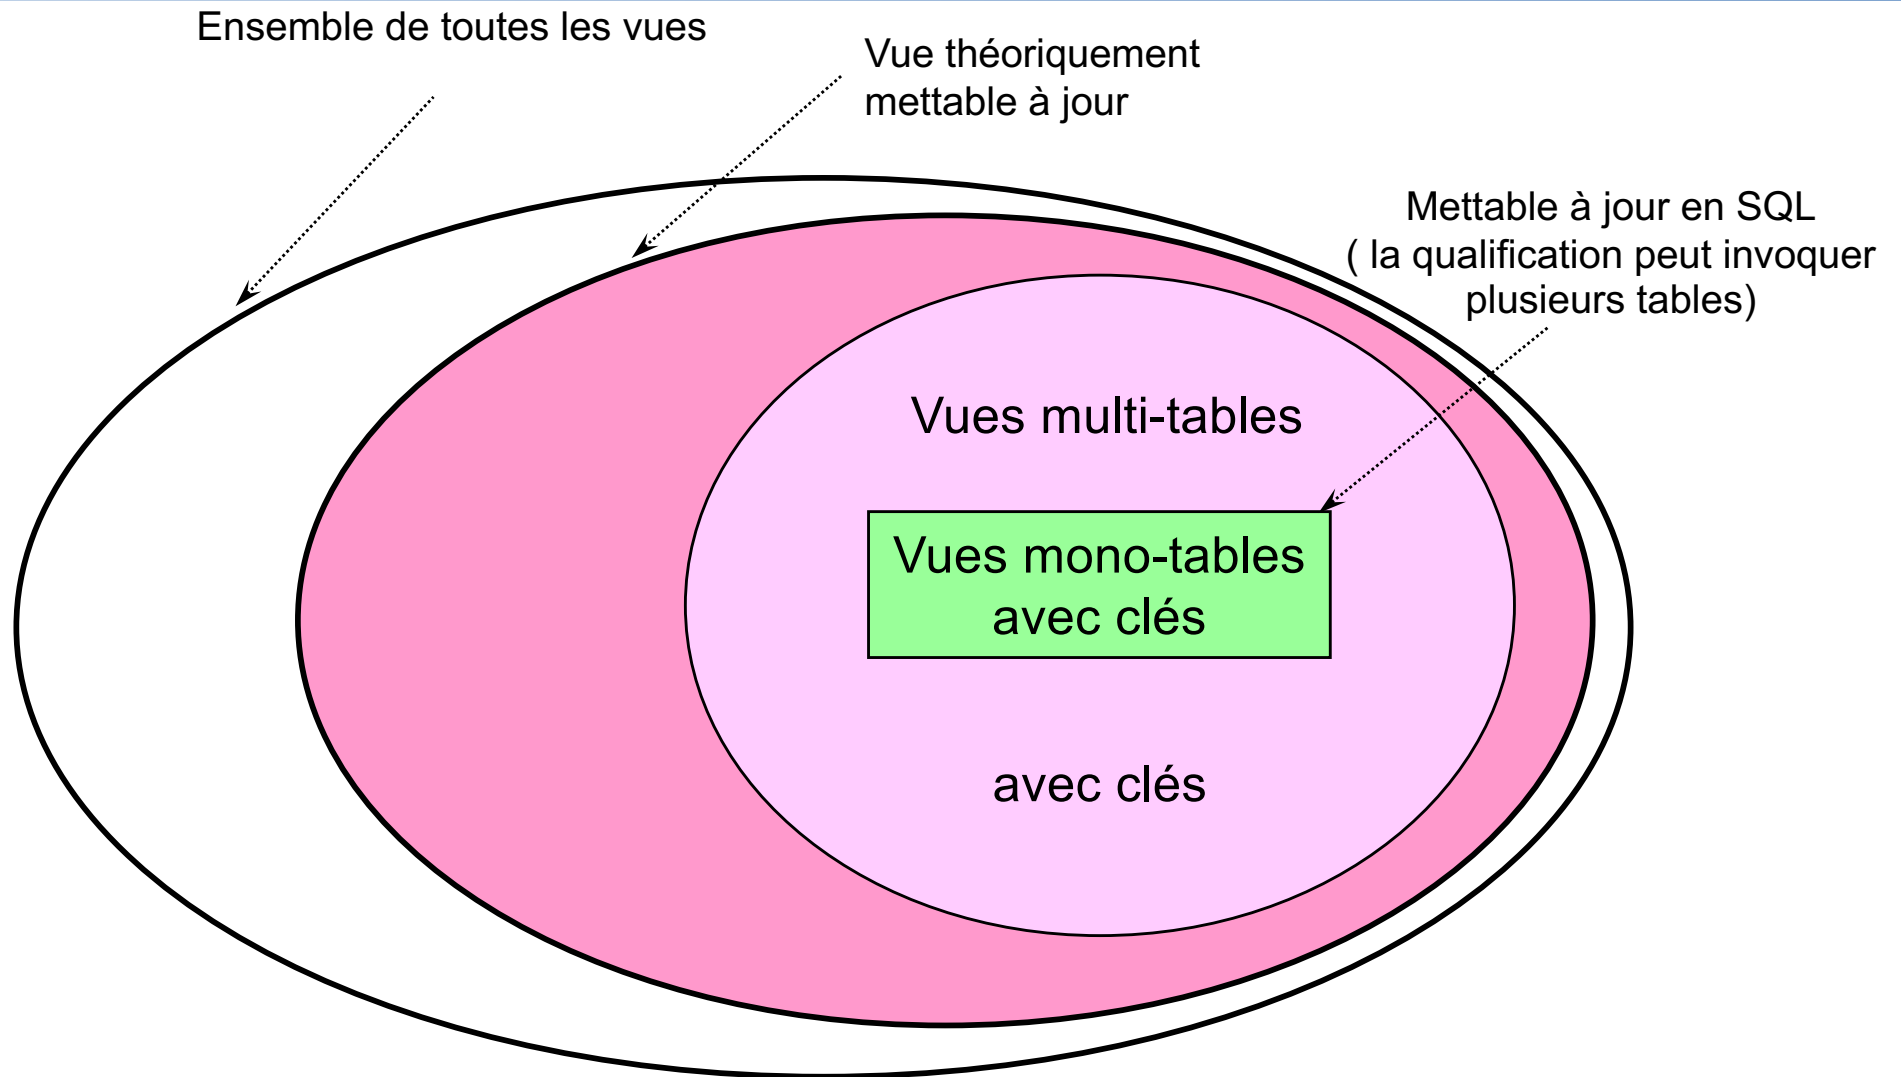 Ensemble de toutes les vues
Vue théoriquement
mettable à jour
Mettable à jour en SQL
( la qualification peut invoquer
plusieurs tables)
Vues multi-tables
Vues mono-tables
avec clés
avec clés